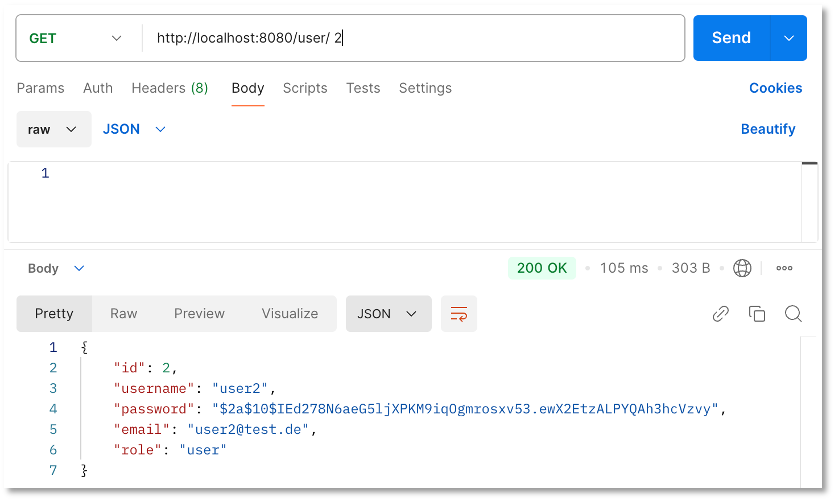 GET http://localhost:8080/user/ 2 Send
Params Auth Headers (8) Body Scripts Tests Settings Cookies
raw JSON Beautify
1
Body 200 OK 105 ms 303 B
Pretty Raw Preview Visualize JSON
1 {
2 "id": 2,
3 "username": "user2",
4 "password": "$2a$10$IEd278N6aeG5ljXPKM9iqOgmrosxv53.ewX2EtzALPYQAh3hcVzvy",
5 "email": "user2@test.de",
6 "role": "user"
7 }